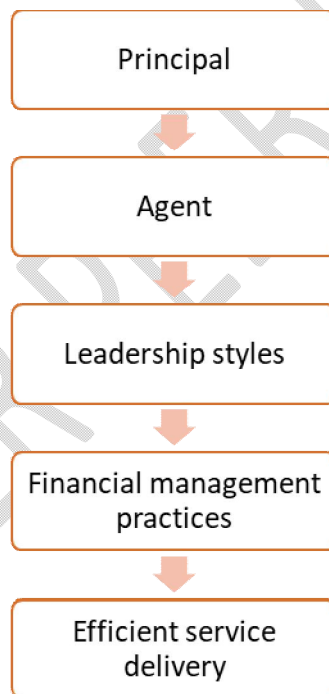 Principal
Agent
Leadership styles
Financial management
practices
Efficient service
delivery